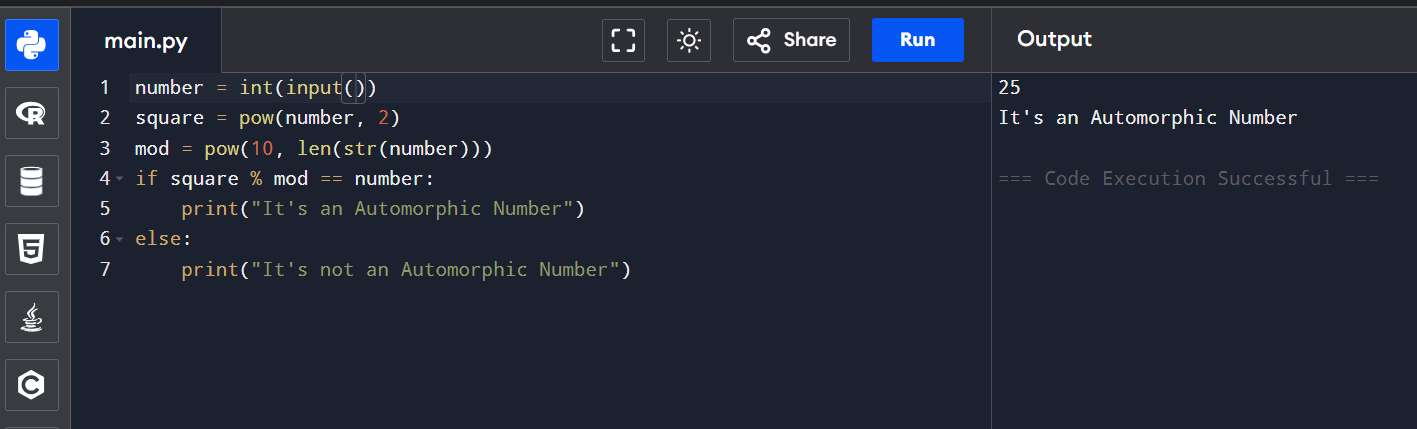 main.py
Share
Run
Output
1 number = int(input())
2 square = pow(number, 2)
3 mod = pow(10, len(str(number)))
4 if square % mod == number:
5     print("It's an Automorphic Number")
6 else:
7     print("It's not an Automorphic Number")
25
It's an Automorphic Number
=== Code Execution Successful ===
R
5
C